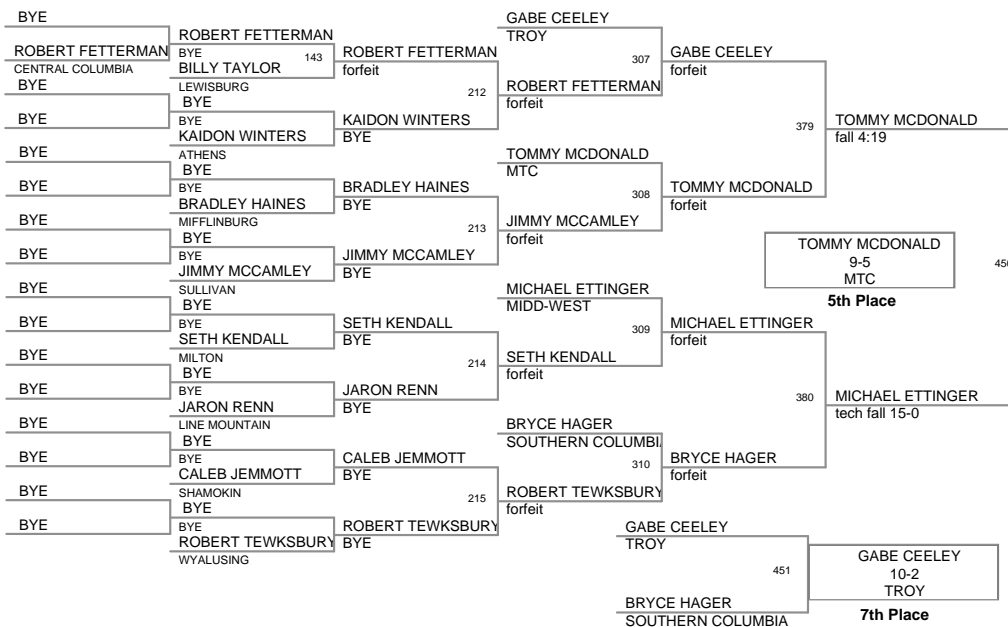 BYE
ROBERT FETTERMAN
CENTRAL COLUMBIA
BYE
BYE
BYE
BYE
BYE
BYE
BYE
BYE
BYE
BYE
BYE
BYE
BYE
BYE
ROBERT FETTERMAN
BYE
143
BILLY TAYLOR
LEWISBURG
BYE
BYE
KAIDON WINTERS
ATHENS
BYE
BYE
BRADLEY HAINES
MIFFLINBURG
BYE
BYE
JIMMY MCCAMLEY
SULLIVAN
BYE
BYE
SETH KENDALL
MILTON
BYE
BYE
JARON RENN
LINE MOUNTAIN
BYE
BYE
CALEB JEMMOTT
SHAMOKIN
BYE
BYE
ROBERT TEWKSBURY
WYALUSING
ROBERT FETTERMAN
forfeit
212
KAIDON WINTERS
BYE
BRADLEY HAINES
BYE
213
JIMMY MCCAMLEY
BYE
SETH KENDALL
BYE
214
JARON RENN
BYE
CALEB JEMMOTT
BYE
215
ROBERT TEWKSBURY
BYE
GABE CEELEY
TROY
307
ROBERT FETTERMAN
forfeit
TOMMY MCDONALD
MTC
308
JIMMY MCCAMLEY
forfeit
MICHAEL ETTINGER
MIDD-WEST
309
SETH KENDALL
forfeit
BRYCE HAGER
SOUTHERN COLUMBIA
310
ROBERT TEWKSBURY
forfeit
GABE CEELEY
forfeit
379
TOMMY MCDONALD
forfeit
MICHAEL ETTINGER
forfeit
380
BRYCE HAGER
forfeit
TOMMY MCDONALD
fall 4:19
TOMMY MCDONALD
9-5
MTC
5th Place
MICHAEL ETTINGER
tech fall 15-0
GABE CEELEY
TROY
451
BRYCE HAGER
SOUTHERN COLUMBIA
GABE CEELEY
10-2
TROY
7th Place